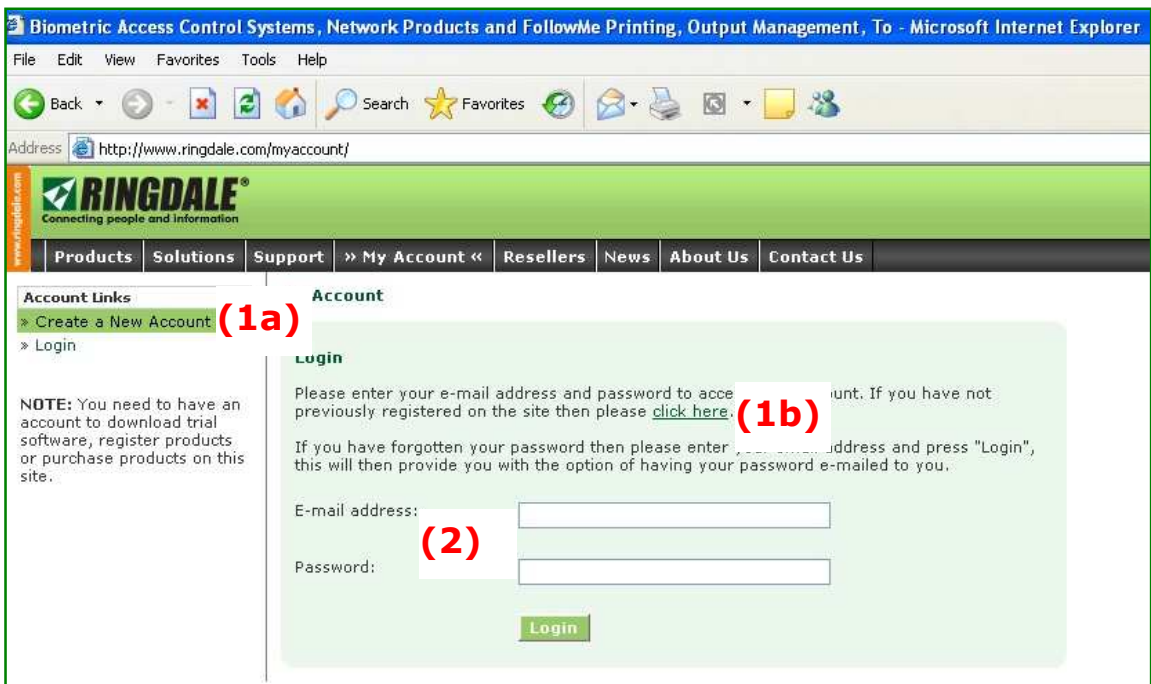 Biometric Access Control Systems, Network Products and FollowMe Printing, Output Management, To - Microsoft Internet Explorer
File Edit View Favorites Tools Help
Back Search Favorites
Address http://www.ringdale.com/myaccount/
www.ringdale.com
RINGDALE®
Connecting people and information
Products Solutions Support » My Account « Resellers News About Us Contact Us
Account Links
» Create a New Account (1a)
» Login
NOTE: You need to have an
account to download trial
software, register products
or purchase products on this
site.
Account
Login
Please enter your e-mail address and password to acce ount. If you have not
previously registered on the site then please click here. (1b)
If you have forgotten your password then please enter address and press "Login",
this will then provide you with the option of having your password e-mailed to you.
E-mail address:
(2)
Password:
Login